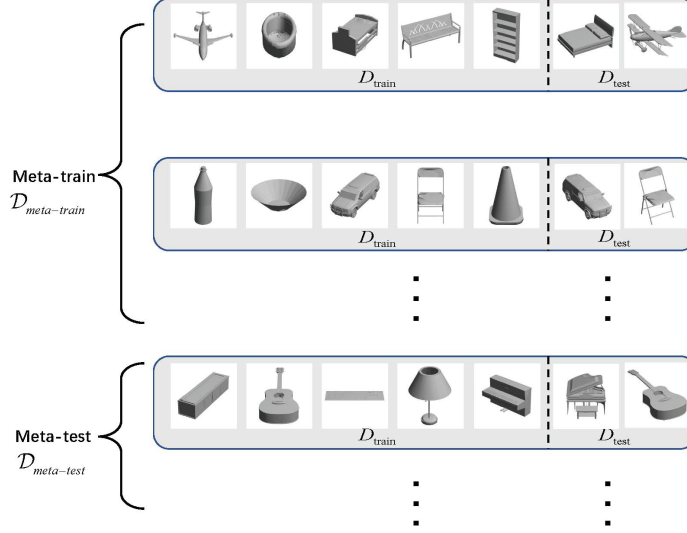 D_train D_test
Meta-train
𝒟_meta−train
D_train D_test
Meta-test
𝒟_meta−test
D_train D_test